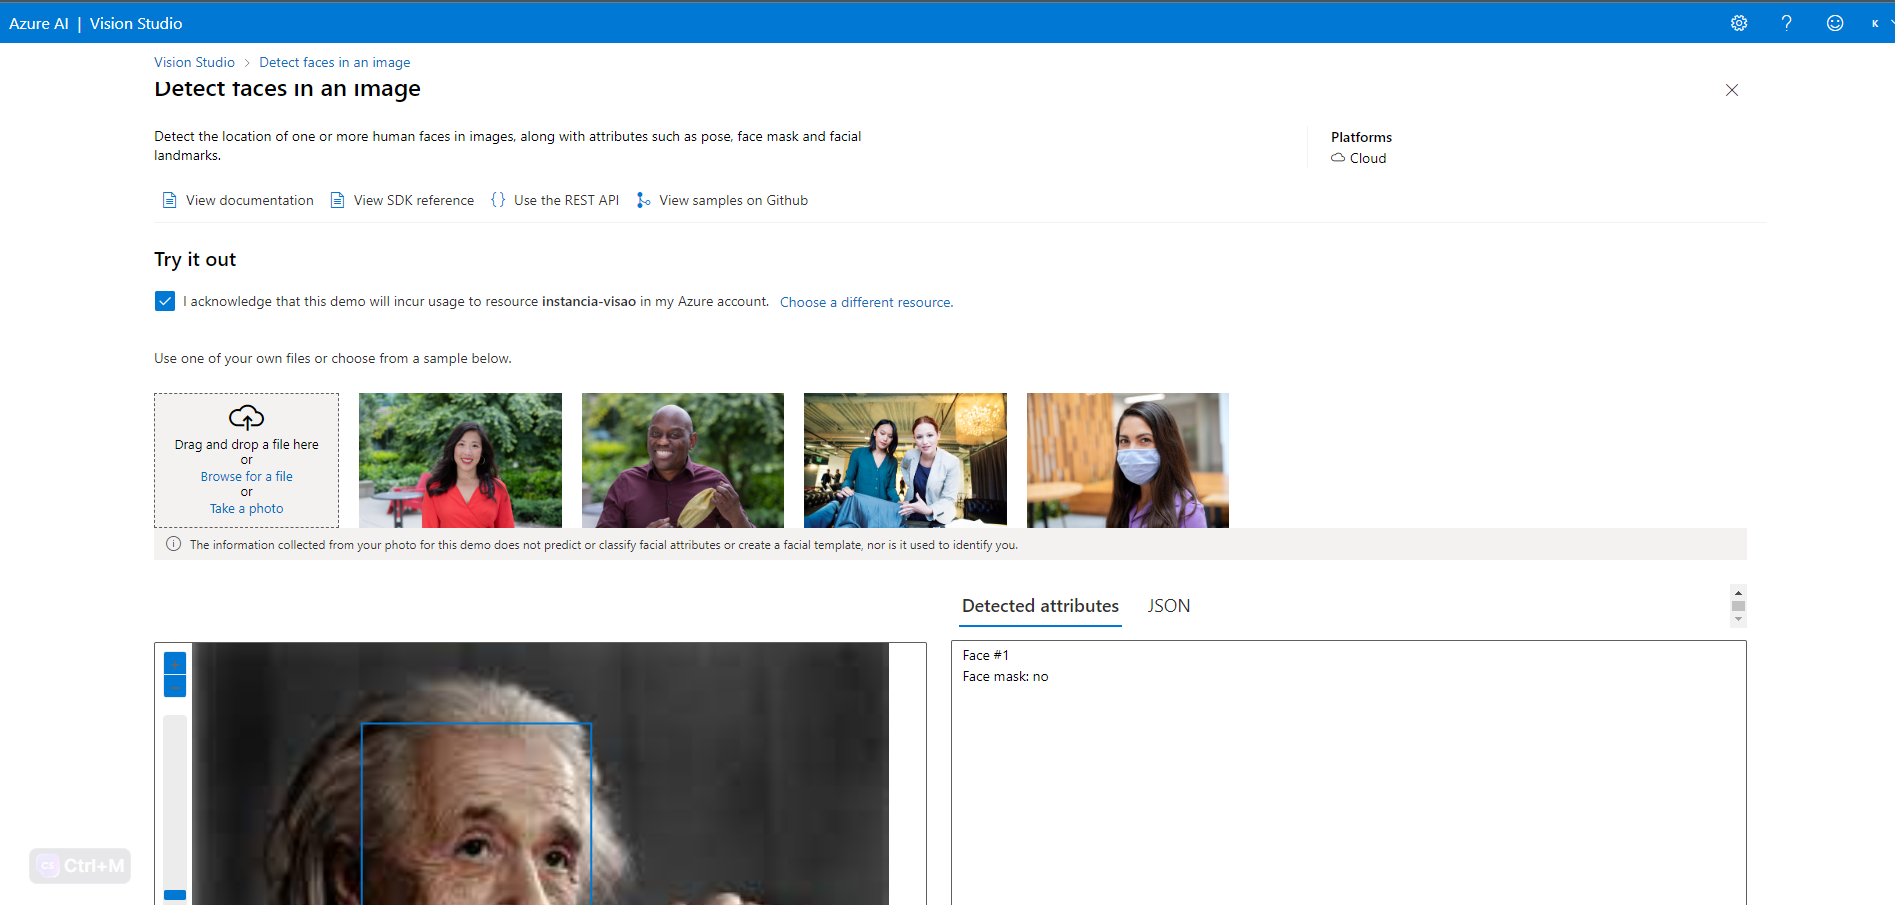 Azure AI | Vision Studio
K
Vision Studio > Detect faces in an image
Detect faces in an image
Detect the location of one or more human faces in images, along with attributes such as pose, face mask and facial
landmarks.
Platforms
Cloud
View documentation View SDK reference {} Use the REST API View samples on Github
Try it out
I acknowledge that this demo will incur usage to resource instancia-visao in my Azure account. Choose a different resource.
Use one of your own files or choose from a sample below.
Drag and drop a file here
or
Browse for a file
or
Take a photo
The information collected from your photo for this demo does not predict or classify facial attributes or create a facial template, nor is it used to identify you.
Detected attributes JSON
Face #1
Face mask: no
CS Ctrl+M